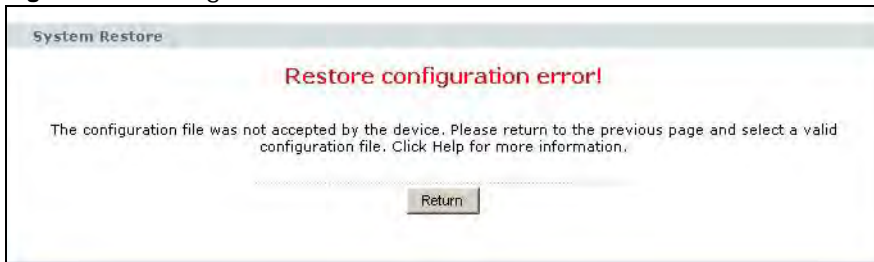 System Restore
Restore configuration error!
The configuration file was not accepted by the device. Please return to the previous page and select a valid
configuration file. Click Help for more information.
Return